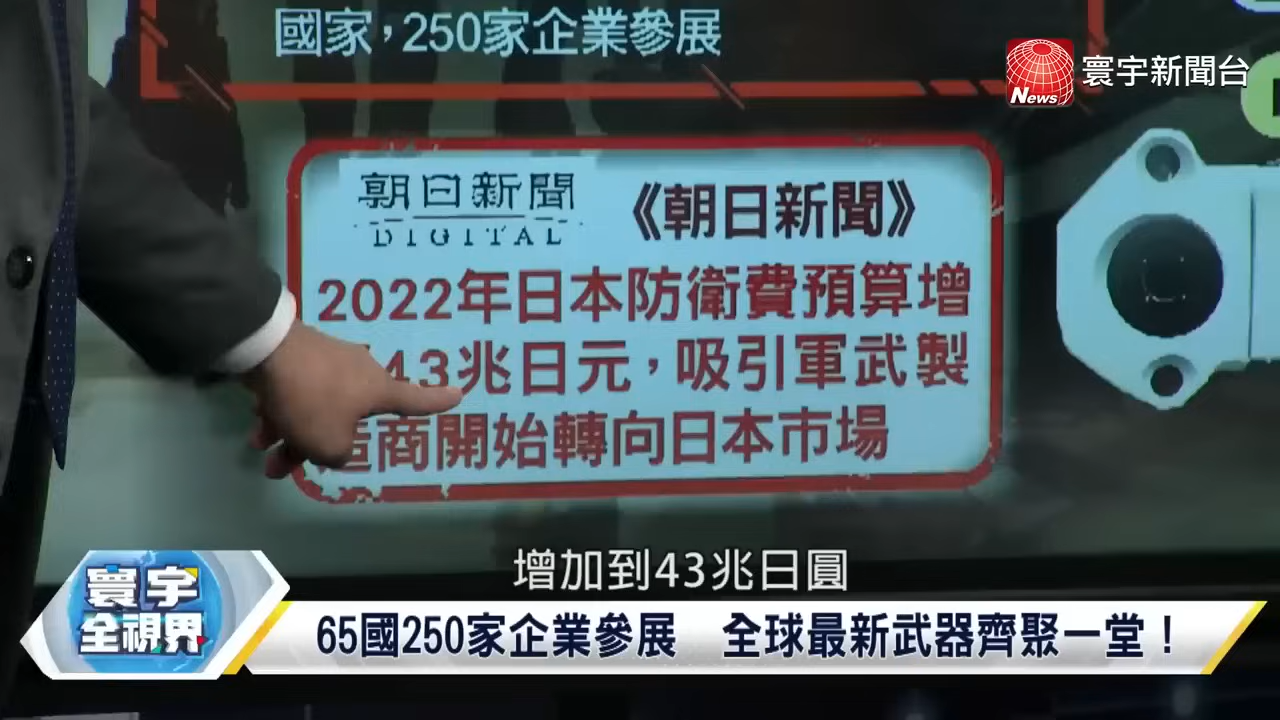 國家，250家企業參展
News
寰宇新聞台
朝日新聞
DIGITAL
《朝日新聞》
2022年日本防衛費預算增
43兆日元，吸引軍武製
造商開始轉向日本市場
增加到43兆日圓
寰宇
全視界
65國250家企業參展 全球最新武器齊聚一堂！